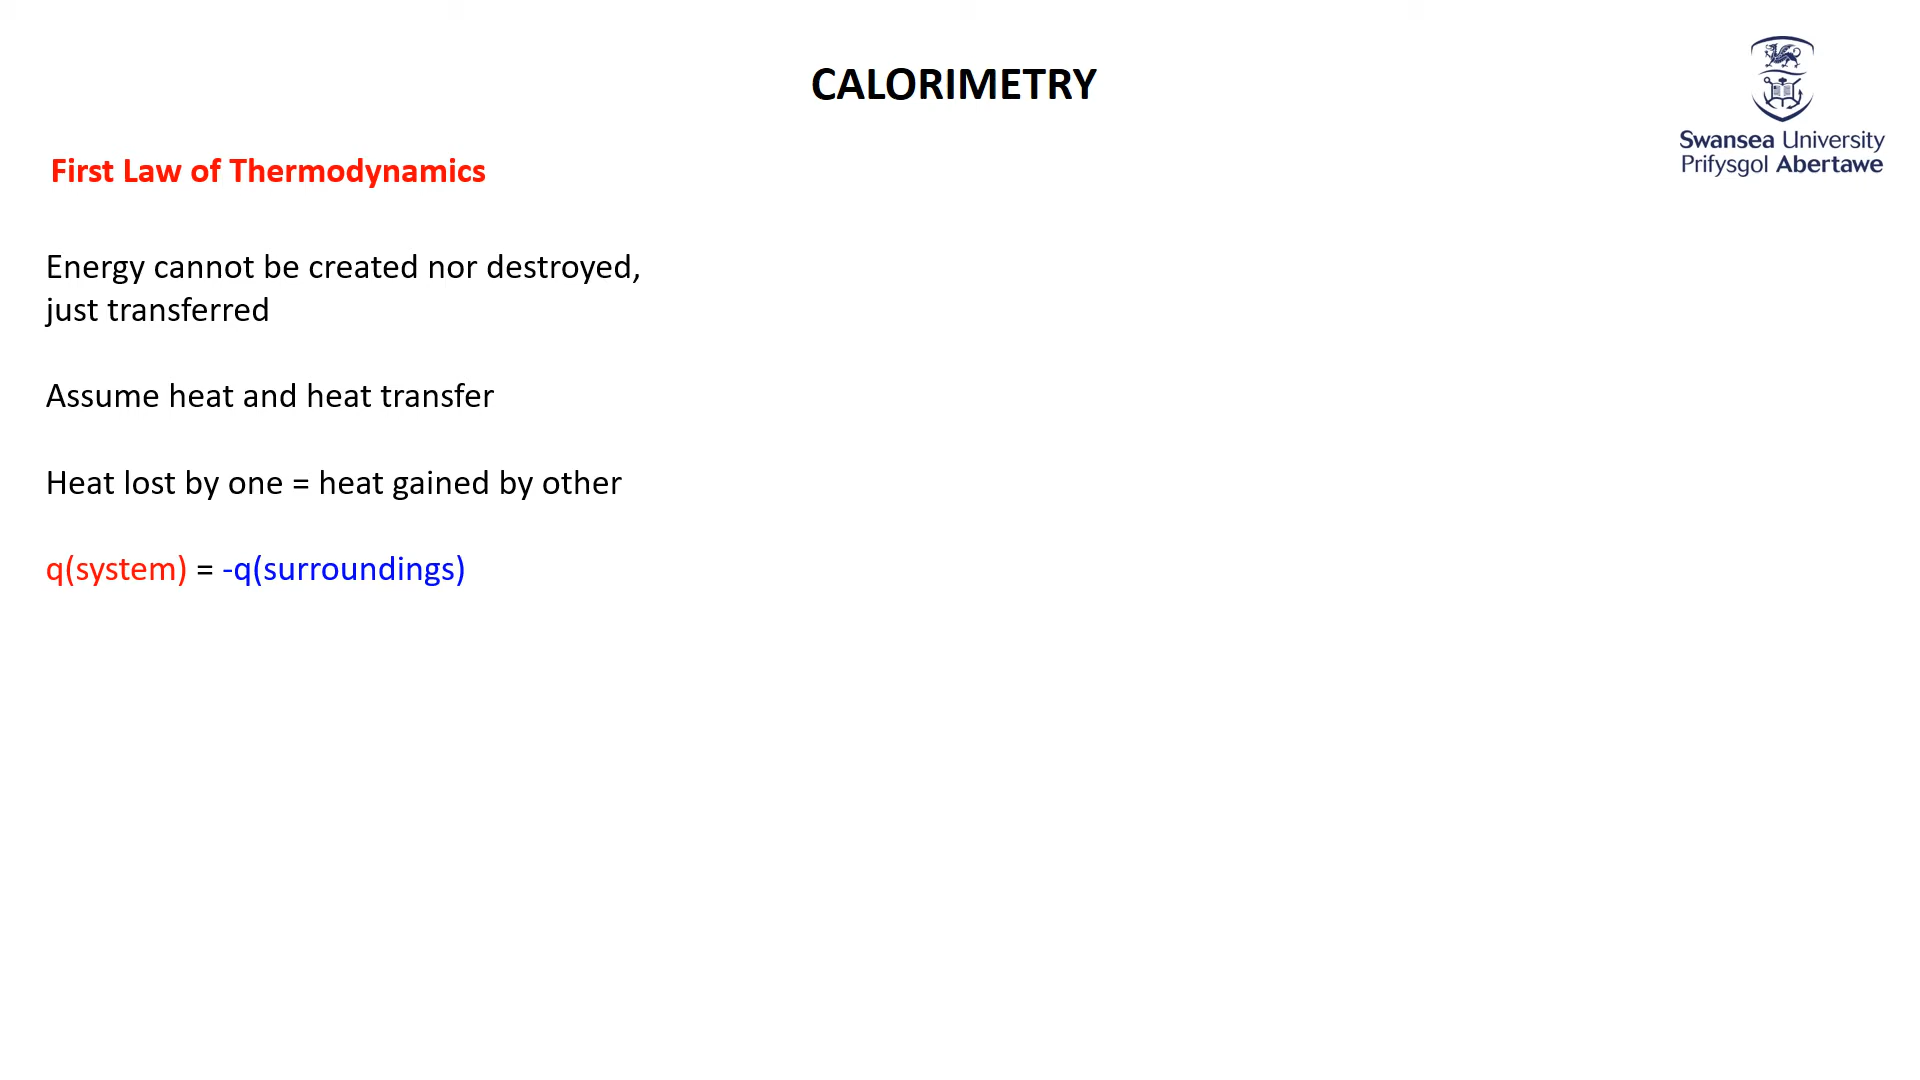 CALORIMETRY
Swansea University
Prifysgol Abertawe
First Law of Thermodynamics
Energy cannot be created nor destroyed,
just transferred
Assume heat and heat transfer
Heat lost by one = heat gained by other
q(system) = -q(surroundings)